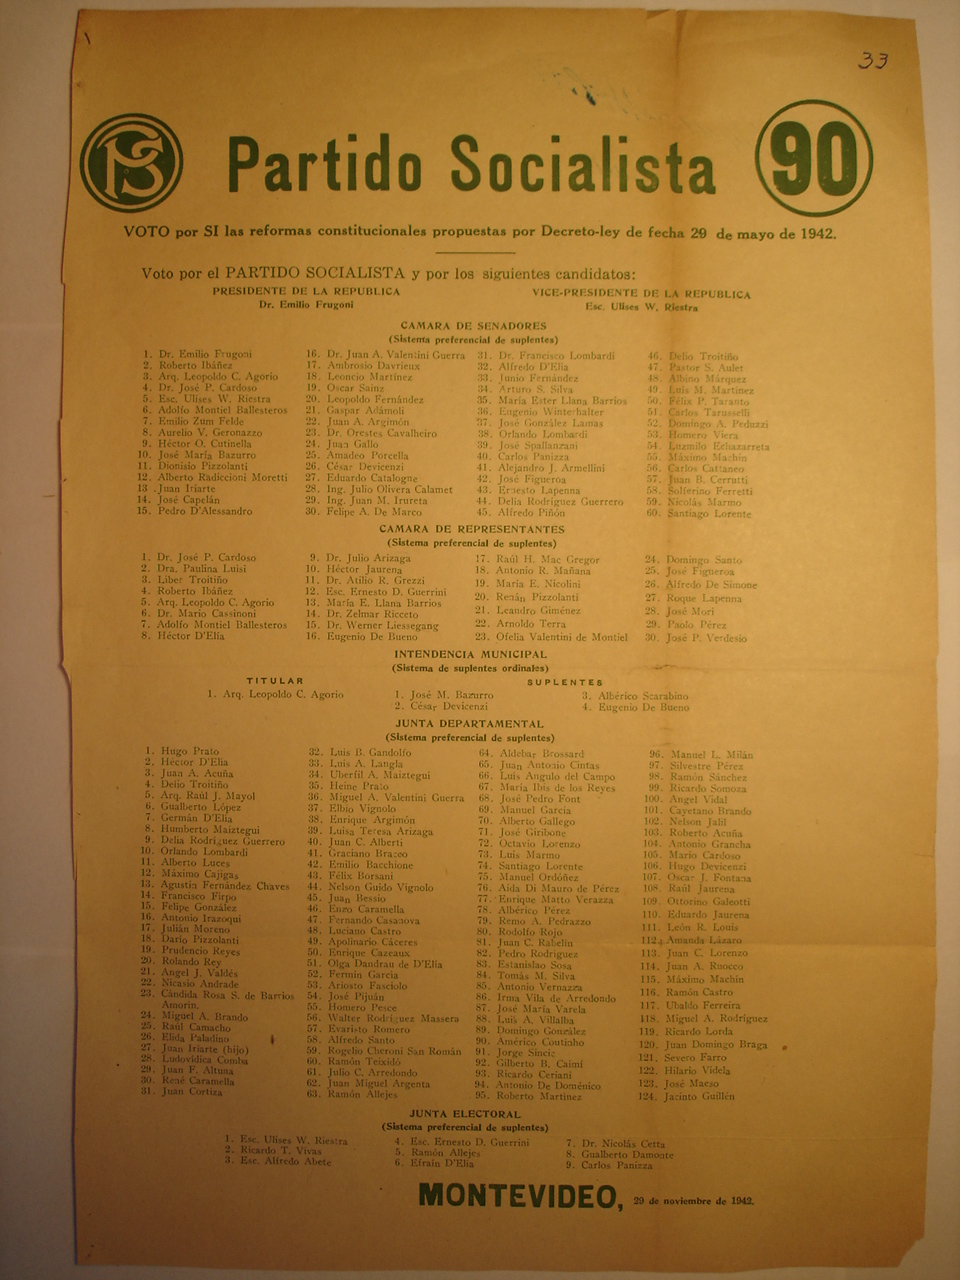 33
PS Partido Socialista 90
VOTO por SI las reformas constitucionales propuestas por Decreto-ley de fecha 29 de mayo de 1942.
Voto por el PARTIDO SOCIALISTA y por los siguientes candidatos:
PRESIDENTE DE LA REPUBLICA
Dr. Emilio Frugoni
VICE-PRESIDENTE DE LA REPUBLICA
Esc. Ulises W. Riestra
CAMARA DE SENADORES
(Sistema preferencial de suplentes)
1. Dr. Emilio Frugoni
2. Roberto Ibáñez
3. Arq. Leopoldo C. Agorio
4. Dr. José P. Cardoso
5. Esc. Ulises W. Riestra
6. Adolfo Montiel Ballesteros
7. Emilio Zum Felde
8. Aurelio V. Geronazzo
9. Héctor O. Cutinella
10. José María Bazurro
11. Dionisio Pizzolanti
12. Alberto Radiccioni Moretti
13 Juan Iriarte
14. José Capelán
15. Pedro D'Alessandro
16. Dr. Juan A. Valentini Guerra
17. Ambrosio Davrieux
18. Leoncio Martínez
19. Oscar Sainz
20. Leopoldo Fernández
21. Gaspar Adámoli
22. Juan A. Argimón
23. Dr. Orestes Cavalheiro
24. Juan Gallo
25. Amadeo Porcella
26. César Devicenzi
27. Eduardo Catalogne
28. Ing. Julio Olivera Calamet
29. Ing. Juan M. Irureta
30. Felipe A. De Marco
31. Dr. Francisco Lombardi
32. Alfredo D'Elía
33. Junio Fernández
34. Arturo S. Silva
35. María Ester Llana Barrios
36. Eugenio Winterhalter
37. José González Lamas
38. Orlando Lombardi
39. José Spallanzani
40. Carlos Panizza
41. Alejandro J. Armellini
42. José Figueroa
43. Ernesto Lapenna
44. Delia Rodríguez Guerrero
45. Alfredo Piñón
46. Delio Troitiño
47. Pastor S. Aulet
48. Albino Márquez
49. Luis M. Martínez
50. Félix P. Taranto
51. Carlos Tarusselli
52. Domingo A. Peduzzi
53. Homero Viera
54. Luzmilo Echazarreta
55. Máximo Machín
56. Carlos Cattaneo
57. Juan B. Cerrutti
58. Solferino Ferretti
59. Nicolás Marmo
60. Santiago Lorente
CAMARA DE REPRESENTANTES
(Sistema preferencial de suplentes)
1. Dr. José P. Cardoso
2. Dra. Paulina Luisi
3. Liber Troitiño
4. Roberto Ibáñez
5. Arq. Leopoldo C. Agorio
6. Dr. Mario Cassinoni
7. Adolfo Montiel Ballesteros
8. Héctor D'Elía
9. Dr. Julio Arizaga
10. Héctor Jaurena
11. Dr. Atilio R. Grezzi
12. Esc. Ernesto D. Guerrini
13. María E. Llana Barrios
14. Dr. Zelmar Ricceto
15. Dr. Werner Liessegang
16. Eugenio De Bueno
17. Raúl H. Mac Gregor
18. Antonio R. Mañana
19. María E. Nicolini
20. Renán Pizzolanti
21. Leandro Giménez
22. Arnoldo Terra
23. Ofelia Valentini de Montiel
24. Domingo Santo
25. José Figueroa
26. Alfredo De Simone
27. Roque Lapenna
28. José Mori
29. Paolo Pérez
30. José P. Verdesio
INTENDENCIA MUNICIPAL
(Sistema de suplentes ordinales)
TITULAR
1. Arq. Leopoldo C. Agorio
SUPLENTES
1. José M. Bazurro
2. César Devicenzi
3. Albérico Scarabino
4. Eugenio De Bueno
JUNTA DEPARTAMENTAL
(Sistema preferencial de suplentes)
1. Hugo Prato
2. Héctor D'Elía
3. Juan A. Acuña
4. Delio Troitiño
5. Arq. Raúl J. Mayol
6. Gualberto López
7. Germán D'Elía
8. Humberto Maiztegui
9. Delia Rodríguez Guerrero
10. Orlando Lombardi
11. Alberto Luces
12. Máximo Cajigas
13. Agustín Fernández Chaves
14. Francisco Firpo
15. Felipe González
16. Antonio Irazoqui
17. Julián Moreno
18. Darío Pizzolanti
19. Prudencio Reyes
20. Rolando Rey
21. Angel J. Valdés
22. Nicasio Andrade
23. Cándida Rosa S. de Barrios
Amorín.
24. Miguel A. Brando
25. Raúl Camacho
26. Elida Paladino
27. Juan Iriarte (hijo)
28. Ludovidica Comba
29. Juan F. Altuna
30. René Caramella
31. Juan Cortiza
32. Luis B. Gandolfo
33. Luis A. Langla
34. Uberfil A. Maiztegui
35. Heine Prato
36. Miguel A. Valentini Guerra
37. Elbio Vignolo
38. Enrique Argimón
39. Luisa Teresa Arizaga
40. Juan C. Alberti
41. Graciano Braceo
42. Emilio Bacchione
43. Félix Borsani
44. Nelson Guido Vignolo
45. Juan Bessio
46. Enzo Caramella
47. Fernando Casanova
48. Luciano Castro
49. Apolinario Cáceres
50. Enrique Cazeaux
51. Olga Dandrau de D'Elía
52. Fermín García
53. Ariosto Fasciolo
54. José Pijuán
55. Homero Pesce
56. Walter Rodríguez Massera
57. Evaristo Romero
58. Alfredo Santo
59. Rogelio Cheroni San Román
60. Ramón Teixidó
61. Julio C. Arredondo
62. Juan Miguel Argenta
63. Ramón Allejes
64. Aldebar Brossard
65. Juan Antonio Cintas
66. Luis Angulo del Campo
67. María Ibis de los Reyes
68. José Pedro Font
69. Manuel García
70. Alberto Gallego
71. José Giribone
72. Octavio Lorenzo
73. Luis Marmo
74. Santiago Lorente
75. Manuel Ordóñez
76. Aida Di Mauro de Pérez
77. Enrique Matto Verazza
78. Albérico Pérez
79. Remo A. Pedrazzo
80. Rodolfo Rojo
81. Juan C. Rabelín
82. Pedro Rodríguez
83. Estanislao Sosa
84. Tomás M. Silva
85. Antonio Vernazza
86. Irma Vila de Arredondo
87. José María Varela
88. Luis A. Villalba
89. Domingo González
90. Américo Coutinho
91. Jorge Sincic
92. Gilberto B. Caimi
93. Ricardo Ceriani
94. Antonio De Doménico
95. Roberto Martínez
96. Manuel L. Milán
97. Silvestre Pérez
98. Ramón Sánchez
99. Ricardo Somoza
100. Angel Vidal
101. Cayetano Brando
102. Nelson Jalil
103. Roberto Acuña
104. Antonio Grancha
105. Mario Cardoso
106. Hugo Devicenzi
107. Oscar J. Fontana
108. Raúl Jaurena
109. Ottorino Galeotti
110. Eduardo Jaurena
111. León R. Louis
112. Amanda Lázaro
113. Juan C. Lorenzo
114. Juan A. Ruocco
115. Máximo Machín
116. Ramón Castro
117. Ubaldo Ferreira
118. Miguel A. Rodríguez
119. Ricardo Lorda
120. Juan Domingo Braga
121. Severo Farro
122. Hilario Videla
123. José Maeso
124. Jacinto Guillén
JUNTA ELECTORAL
(Sistema preferencial de suplentes)
1. Esc. Ulises W. Riestra
2. Ricardo T. Vivas
3. Esc. Alfredo Abete
4. Esc. Ernesto D. Guerrini
5. Ramón Allejes
6. Efraín D'Elía
7. Dr. Nicolás Cetta
8. Gualberto Damonte
9. Carlos Panizza
MONTEVIDEO, 29 de noviembre de 1942.